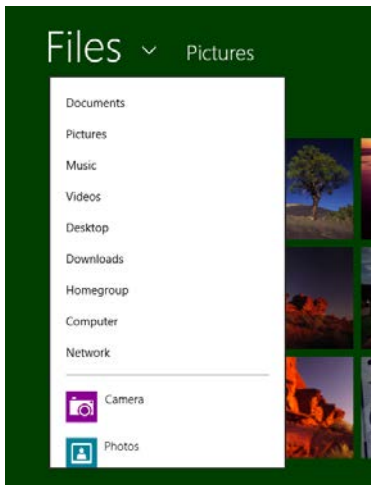 Files Pictures
Documents
Pictures
Music
Videos
Desktop
Downloads
Homegroup
Computer
Network
Camera
Photos